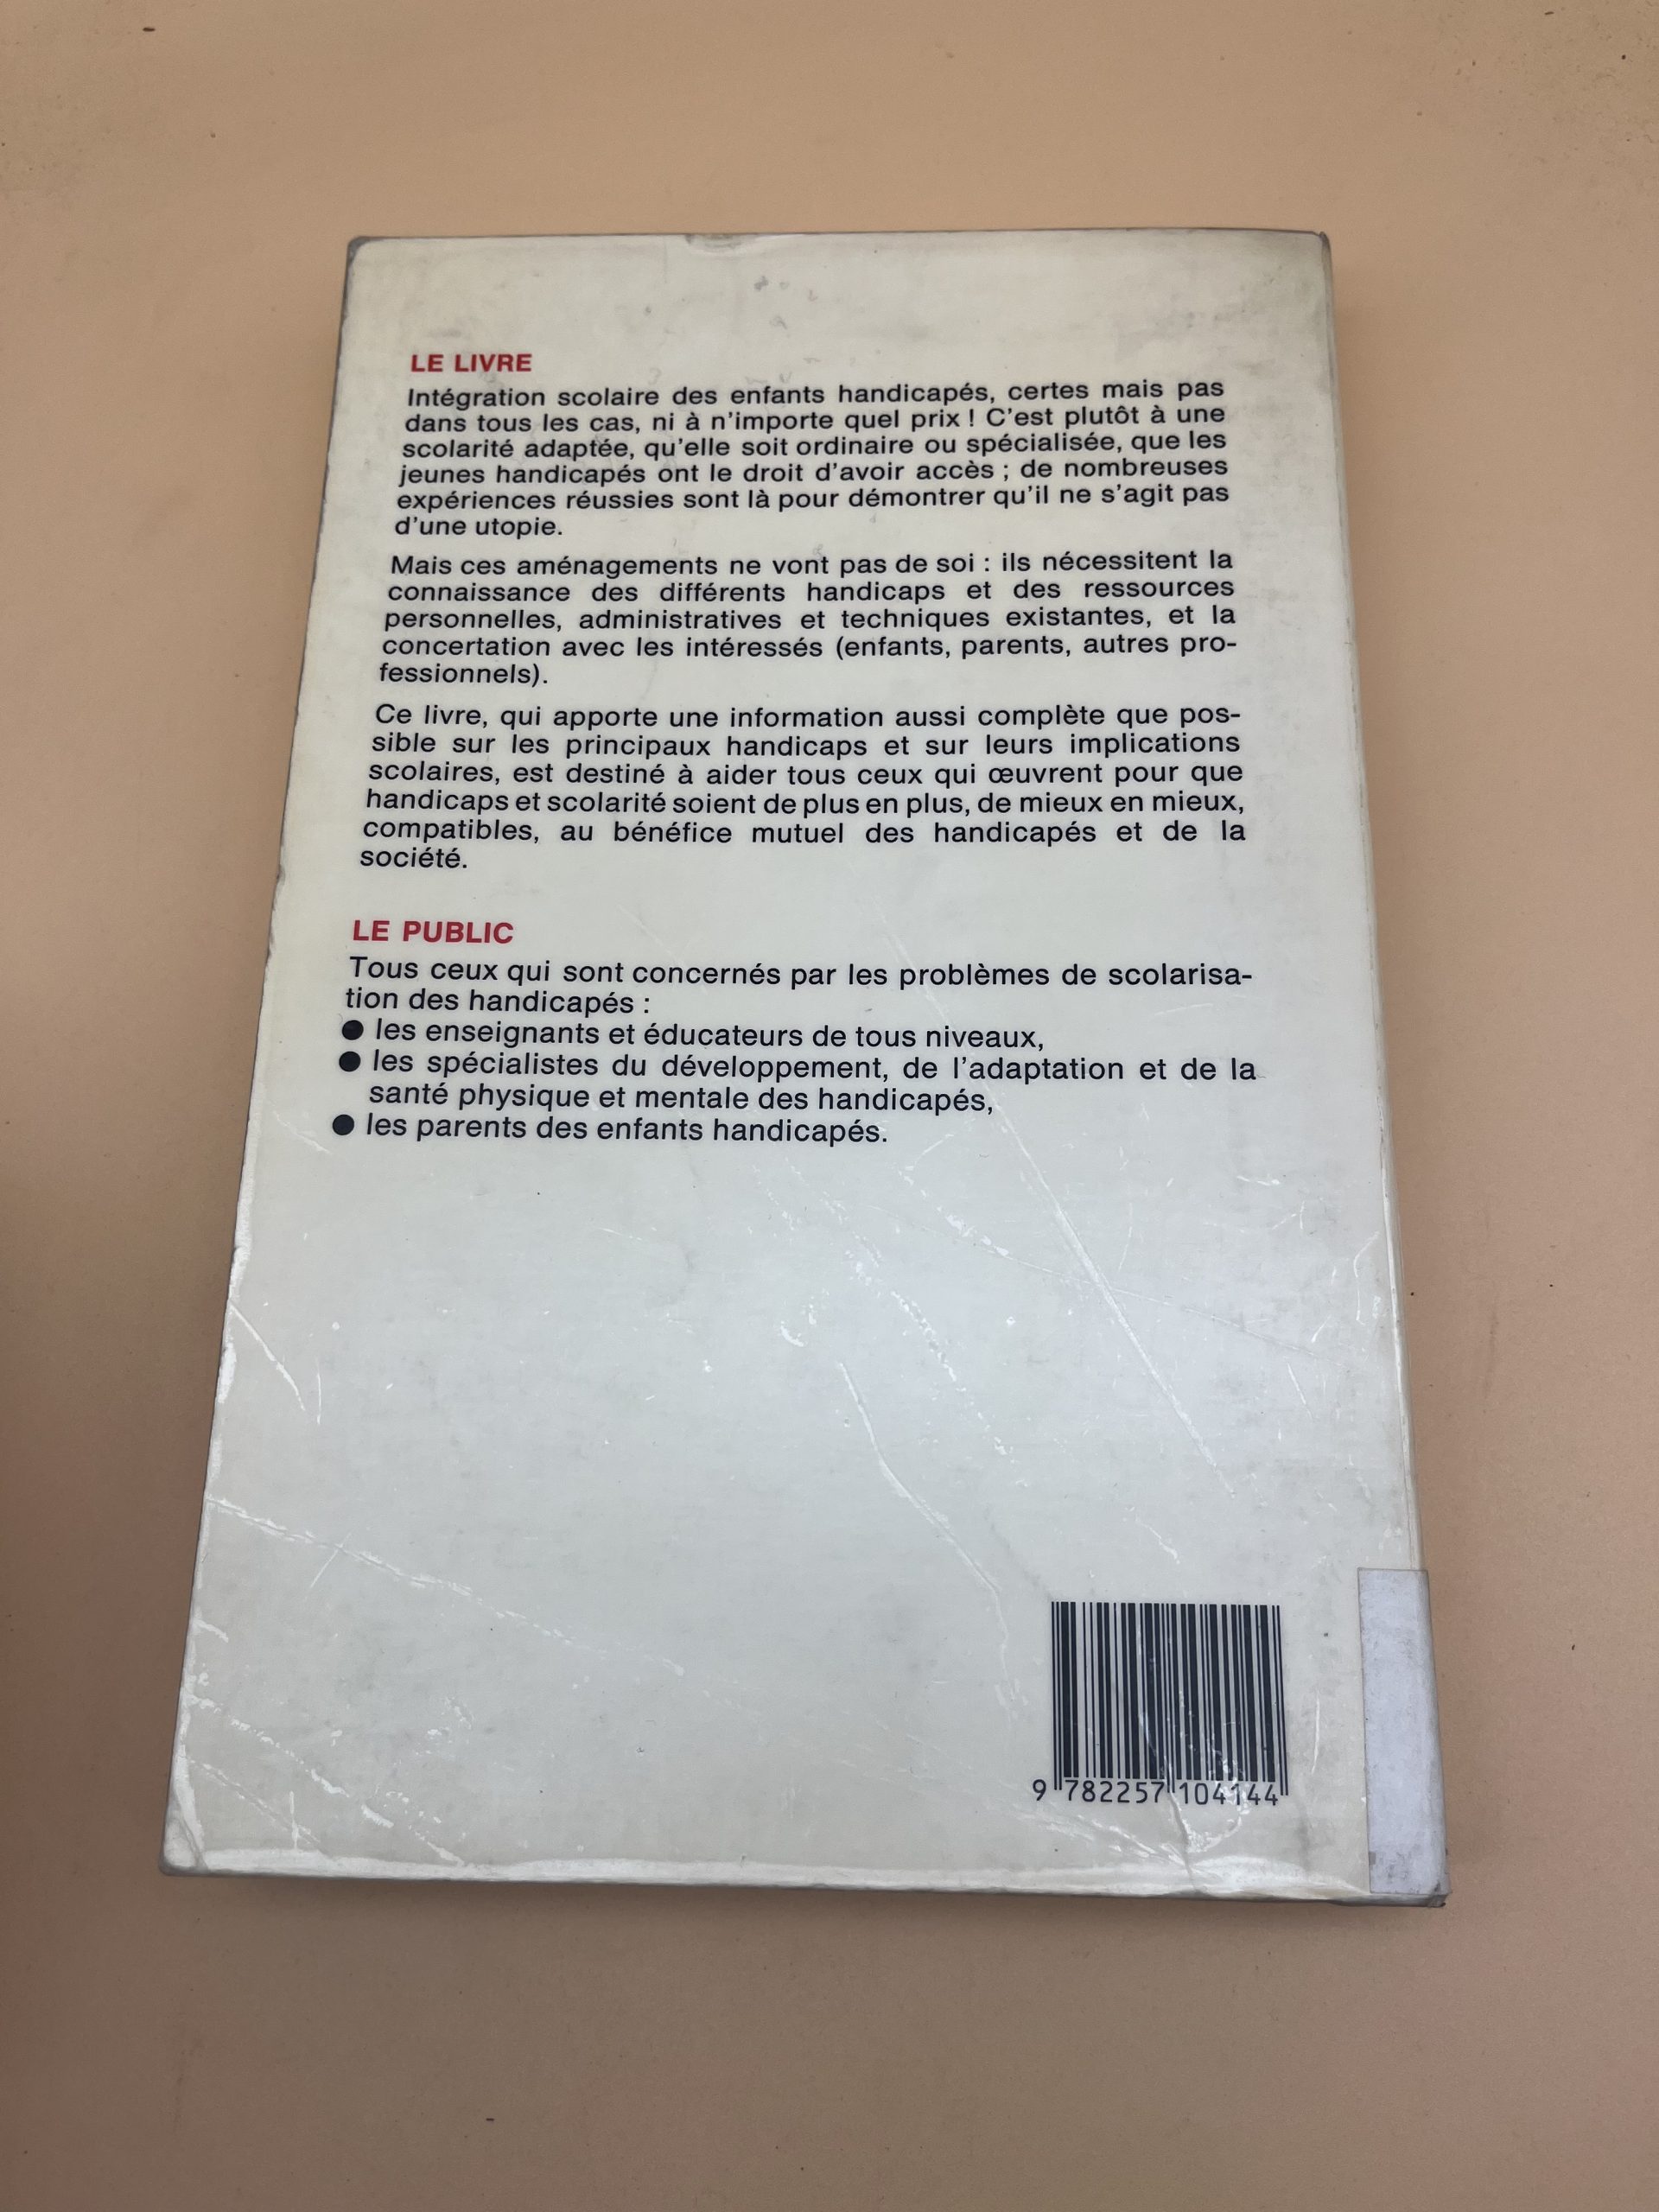 LE LIVRE
Intégration scolaire des enfants handicapés, certes mais pas
dans tous les cas, ni à n'importe quel prix ! C'est plutôt à une
scolarité adaptée, qu'elle soit ordinaire ou spécialisée, que les
jeunes handicapés ont le droit d'avoir accès ; de nombreuses
expériences réussies sont là pour démontrer qu'il ne s'agit pas
d'une utopie.
Mais ces aménagements ne vont pas de soi : ils nécessitent la
connaissance des différents handicaps et des ressources
personnelles, administratives et techniques existantes, et la
concertation avec les intéressés (enfants, parents, autres pro-
fessionnels).
Ce livre, qui apporte une information aussi complète que pos-
sible sur les principaux handicaps et sur leurs implications
scolaires, est destiné à aider tous ceux qui œuvrent pour que
handicaps et scolarité soient de plus en plus, de mieux en mieux,
compatibles, au bénéfice mutuel des handicapés et de la
société.
LE PUBLIC
Tous ceux qui sont concernés par les problèmes de scolarisa-
tion des handicapés :
● les enseignants et éducateurs de tous niveaux,
● les spécialistes du développement, de l'adaptation et de la
santé physique et mentale des handicapés,
● les parents des enfants handicapés.
9 782257 104144